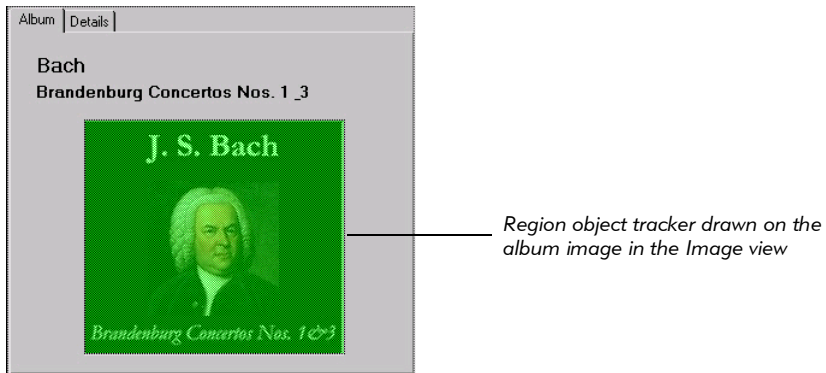 Album Details
Bach
Brandenburg Concertos Nos. 1 _3
J. S. Bach
Brandenburg Concertos Nos. 1&3
Region object tracker drawn on the
album image in the Image view